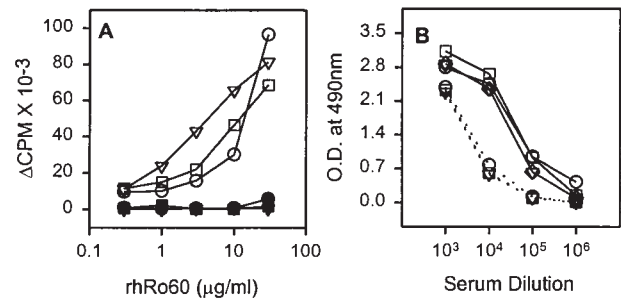 A
100
80
60
40
20
0
ΔCPM X 10-3
0.1 1 10 100
rhRo60 (μg/ml)
B
3.5
2.8
2.1
1.4
0.7
0.0
O.D. at 490nm
10³ 10⁴ 10⁵ 10⁶
Serum Dilution